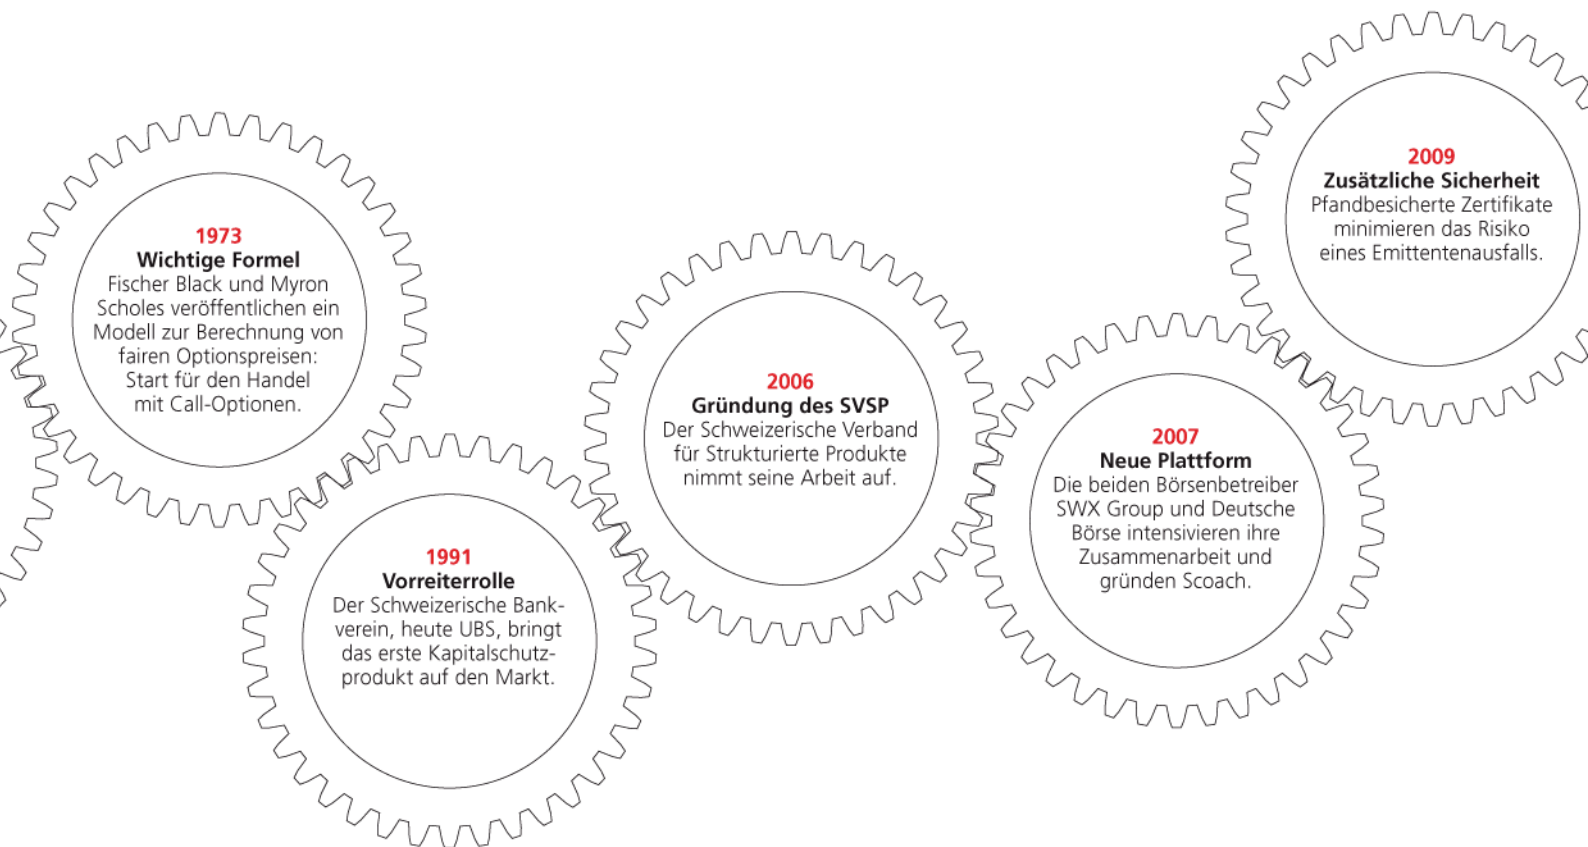 1973
Wichtige Formel
Fischer Black und Myron
Scholes veröffentlichen ein
Modell zur Berechnung von
fairen Optionspreisen:
Start für den Handel
mit Call-Optionen.
1991
Vorreiterrolle
Der Schweizerische Bank-
verein, heute UBS, bringt
das erste Kapitalschutz-
produkt auf den Markt.
2006
Gründung des SVSP
Der Schweizerische Verband
für Strukturierte Produkte
nimmt seine Arbeit auf.
2007
Neue Plattform
Die beiden Börsenbetreiber
SWX Group und Deutsche
Börse intensivieren ihre
Zusammenarbeit und
gründen Scoach.
2009
Zusätzliche Sicherheit
Pfandbesicherte Zertifikate
minimieren das Risiko
eines Emittentenausfalls.